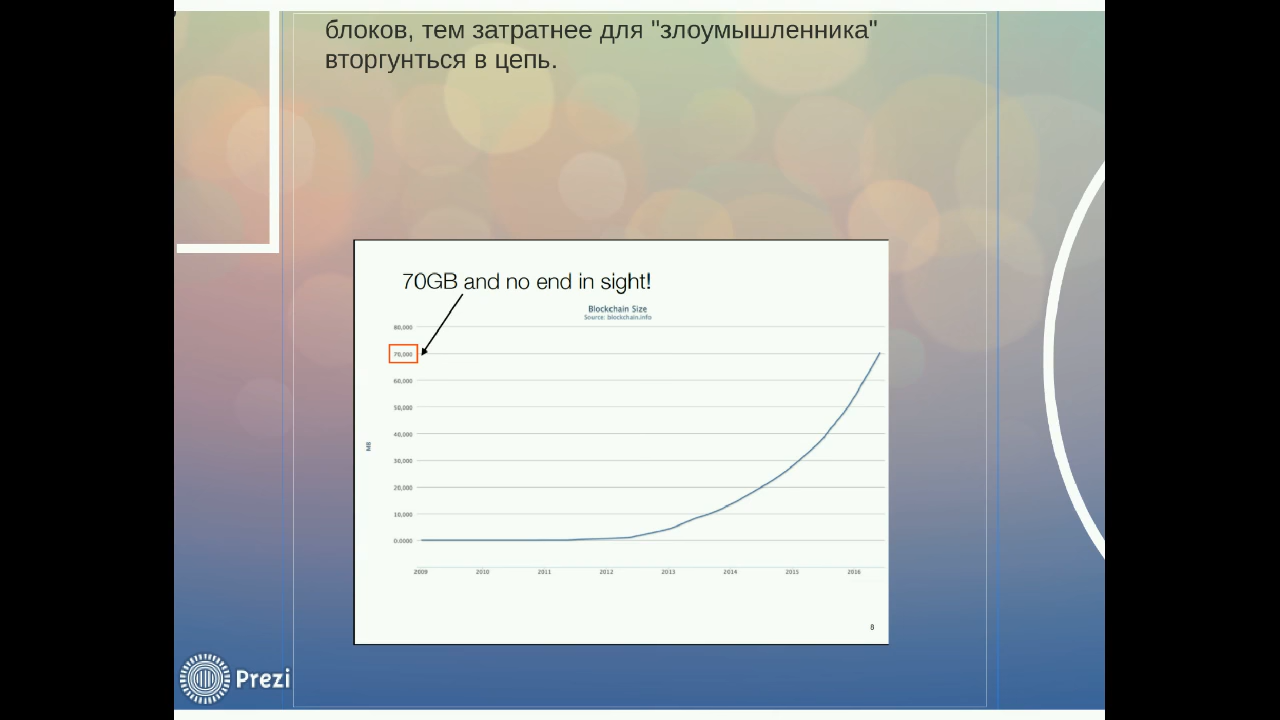 блоков, тем затратнее для "злоумышленника"
вторгунться в цепь.
70GB and no end in sight!
Blockchain Size
Source: blockchain.info
80,000
70,000
60,000
50,000
40,000
30,000
20,000
10,000
0.0000
MB
2009 2010 2011 2012 2013 2014 2015 2016
8
Prezi